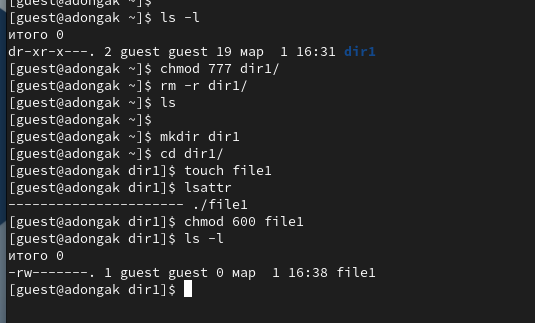 [guest@adongak ~]$
[guest@adongak ~]$ ls -l
итого 0
dr-xr-x---. 2 guest guest 19 мар  1 16:31 dir1
[guest@adongak ~]$ chmod 777 dir1/
[guest@adongak ~]$ rm -r dir1/
[guest@adongak ~]$ ls
[guest@adongak ~]$
[guest@adongak ~]$ mkdir dir1
[guest@adongak ~]$ cd dir1/
[guest@adongak dir1]$ touch file1
[guest@adongak dir1]$ lsattr
---------------------- ./file1
[guest@adongak dir1]$ chmod 600 file1
[guest@adongak dir1]$ ls -l
итого 0
-rw-------. 1 guest guest 0 мар  1 16:38 file1
[guest@adongak dir1]$